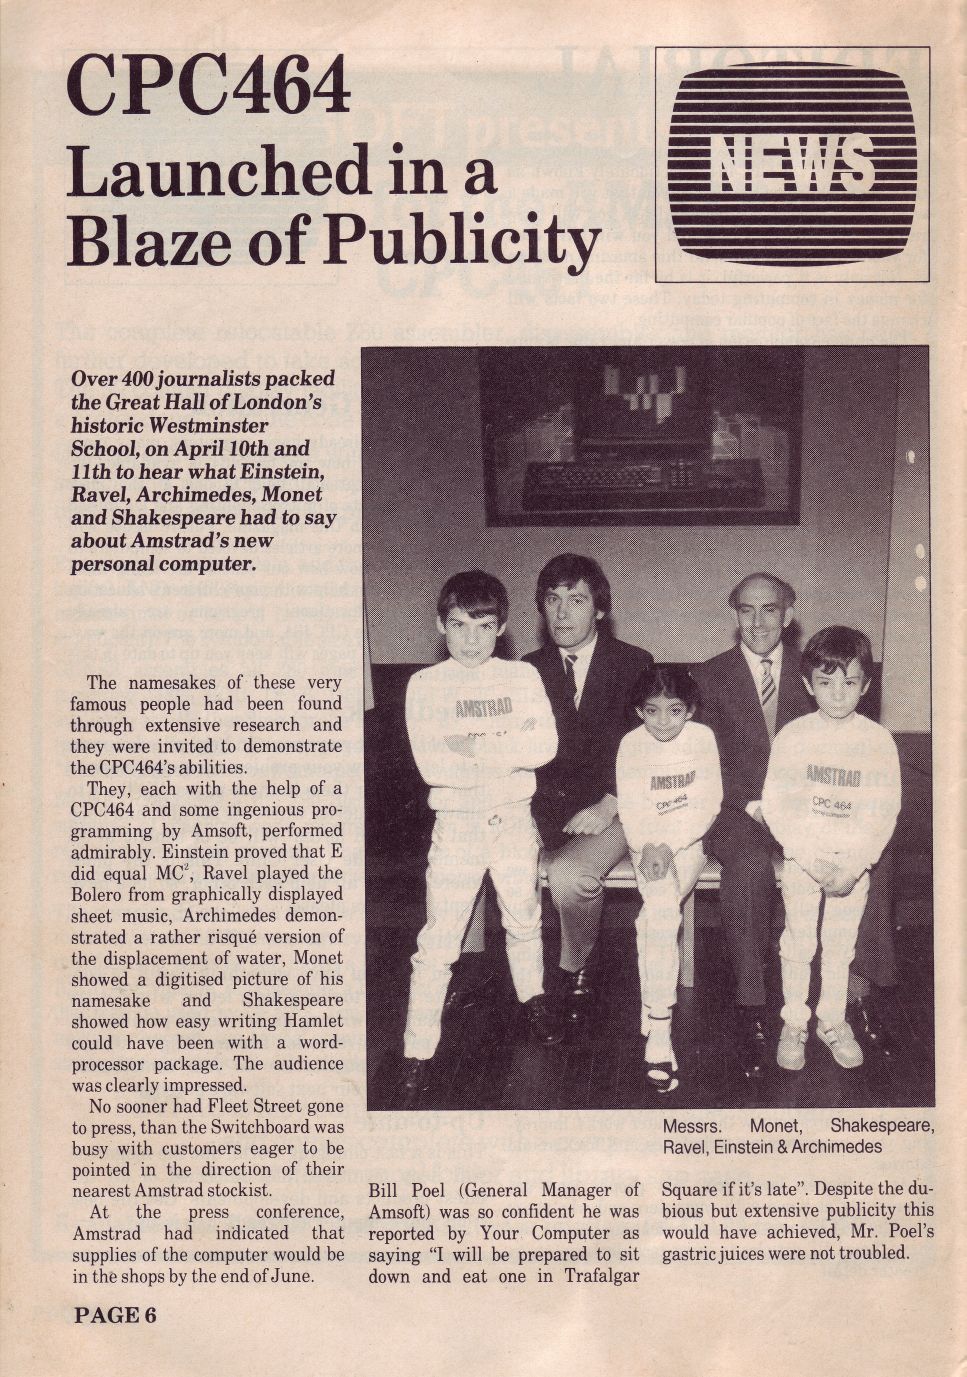 CPC464
Launched in a
Blaze of Publicity
NEWS
Over 400 journalists packed
the Great Hall of London's
historic Westminster
School, on April 10th and
11th to hear what Einstein,
Ravel, Archimedes, Monet
and Shakespeare had to say
about Amstrad's new
personal computer.
The namesakes of these very
famous people had been found
through extensive research and
they were invited to demonstrate
the CPC464's abilities.
They, each with the help of a
CPC464 and some ingenious pro-
gramming by Amsoft, performed
admirably. Einstein proved that E
did equal MC², Ravel played the
Bolero from graphically displayed
sheet music, Archimedes demon-
strated a rather risqué version of
the displacement of water, Monet
showed a digitised picture of his
namesake and Shakespeare
showed how easy writing Hamlet
could have been with a word-
processor package. The audience
was clearly impressed.
No sooner had Fleet Street gone
to press, than the Switchboard was
busy with customers eager to be
pointed in the direction of their
nearest Amstrad stockist.
At the press conference,
Amstrad had indicated that
supplies of the computer would be
in the shops by the end of June.
AMSTRAD
AMSTRAD
CPC 464
AMSTRAD
CPC 464
home computer
Messrs. Monet, Shakespeare,
Ravel, Einstein & Archimedes
Bill Poel (General Manager of
Amsoft) was so confident he was
reported by Your Computer as
saying “I will be prepared to sit
down and eat one in Trafalgar
Square if it's late”. Despite the du-
bious but extensive publicity this
would have achieved, Mr. Poel's
gastric juices were not troubled.
PAGE 6